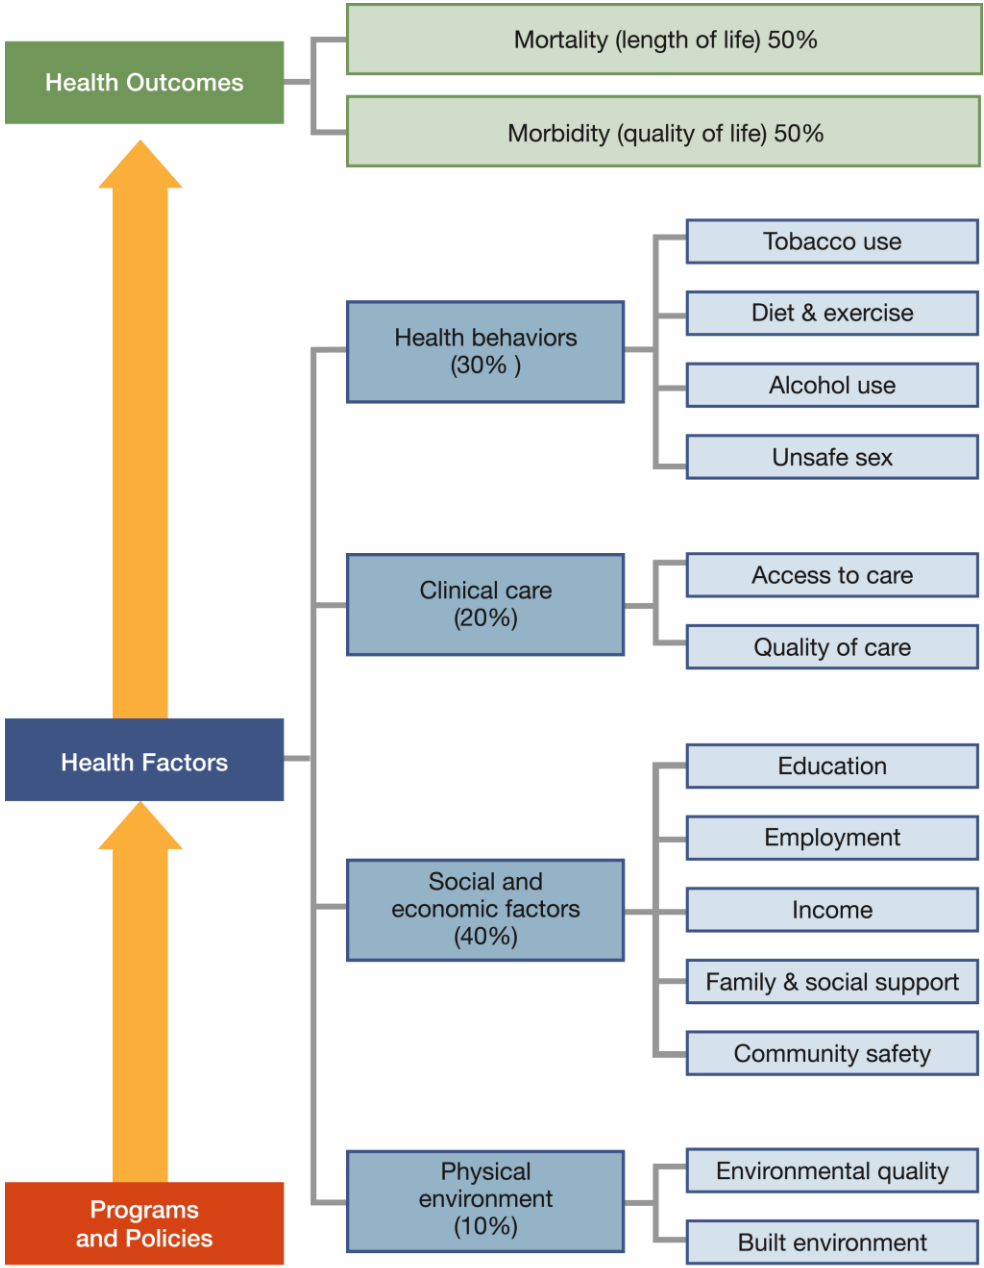 Health Outcomes
Mortality (length of life) 50%
Morbidity (quality of life) 50%
Health Factors
Health behaviors
(30% )
Tobacco use
Diet & exercise
Alcohol use
Unsafe sex
Clinical care
(20%)
Access to care
Quality of care
Social and
economic factors
(40%)
Education
Employment
Income
Family & social support
Community safety
Physical
environment
(10%)
Environmental quality
Built environment
Programs
and Policies